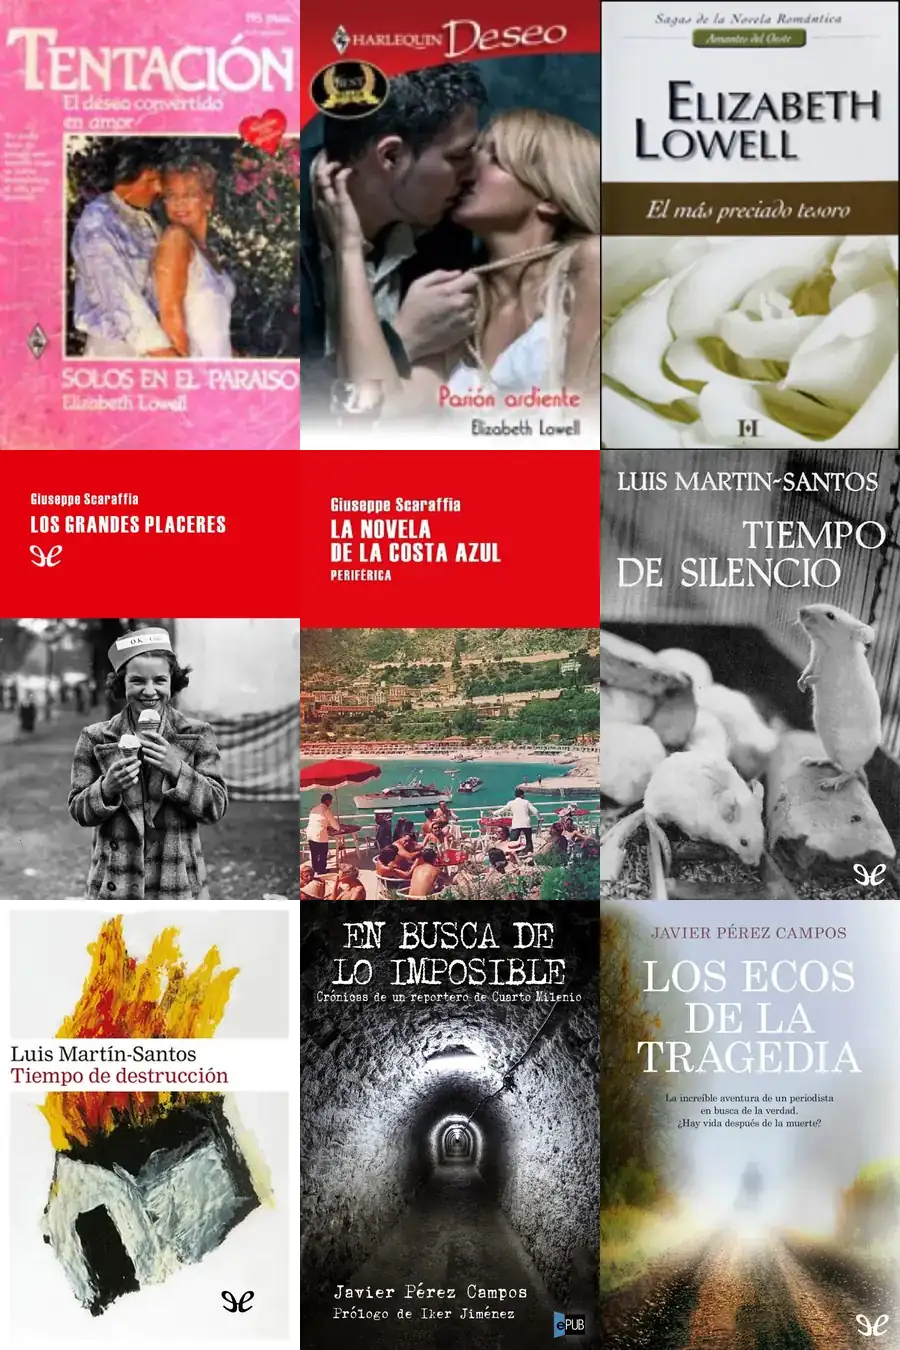 195 ptas.
TENTACIÓN
El deseo convertido
en amor
SOLOS EN EL PARAISO
Elizabeth Lowell
HARLEQUIN Deseo
Pasión ardiente
Elizabeth Lowell
Sagas de la Novela Romántica
Amantes del Oeste
ELIZABETH
LOWELL
El más preciado tesoro
H
Giuseppe Scaraffia
LOS GRANDES PLACERES
OK
Giuseppe Scaraffia
LA NOVELA
DE LA COSTA AZUL
PERIFÉRICA
LUIS MARTIN-SANTOS
TIEMPO
DE SILENCIO
Luis Martín-Santos
Tiempo de destrucción
EN BUSCA DE
LO IMPOSIBLE
Crónicas de un reportero de Cuarto Milenio
Javier Pérez Campos
Prólogo de Iker Jiménez
ePUB
JAVIER PÉREZ CAMPOS
LOS ECOS
DE LA
TRAGEDIA
La increíble aventura de un periodista
en busca de la verdad.
¿Hay vida después de la muerte?